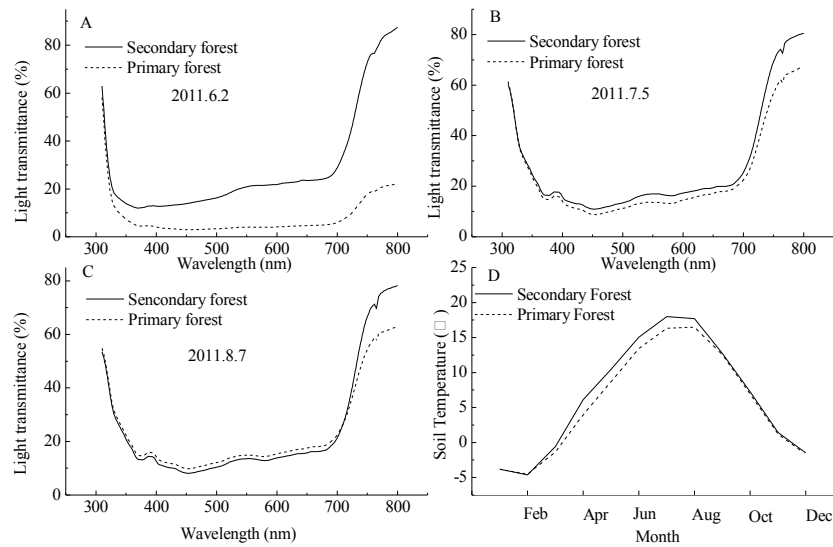 A
Secondary forest
Primary forest
2011.6.2
Light transmittance (%)
80
60
40
20
0
300 400 500 600 700 800
Wavelength (nm)
B
Secondary forest
Primary forest
2011.7.5
Light transmittance (%)
80
60
40
20
0
300 400 500 600 700 800
Wavelength (nm)
C
Sencondary forest
Primary forest
2011.8.7
Light transmittance (%)
80
60
40
20
0
300 400 500 600 700 800
Wavelength (nm)
D
Secondary Forest
Primary Forest
Soil Temperature (□)
25
20
15
10
5
0
-5
Feb Apr Jun Aug Oct Dec
Month